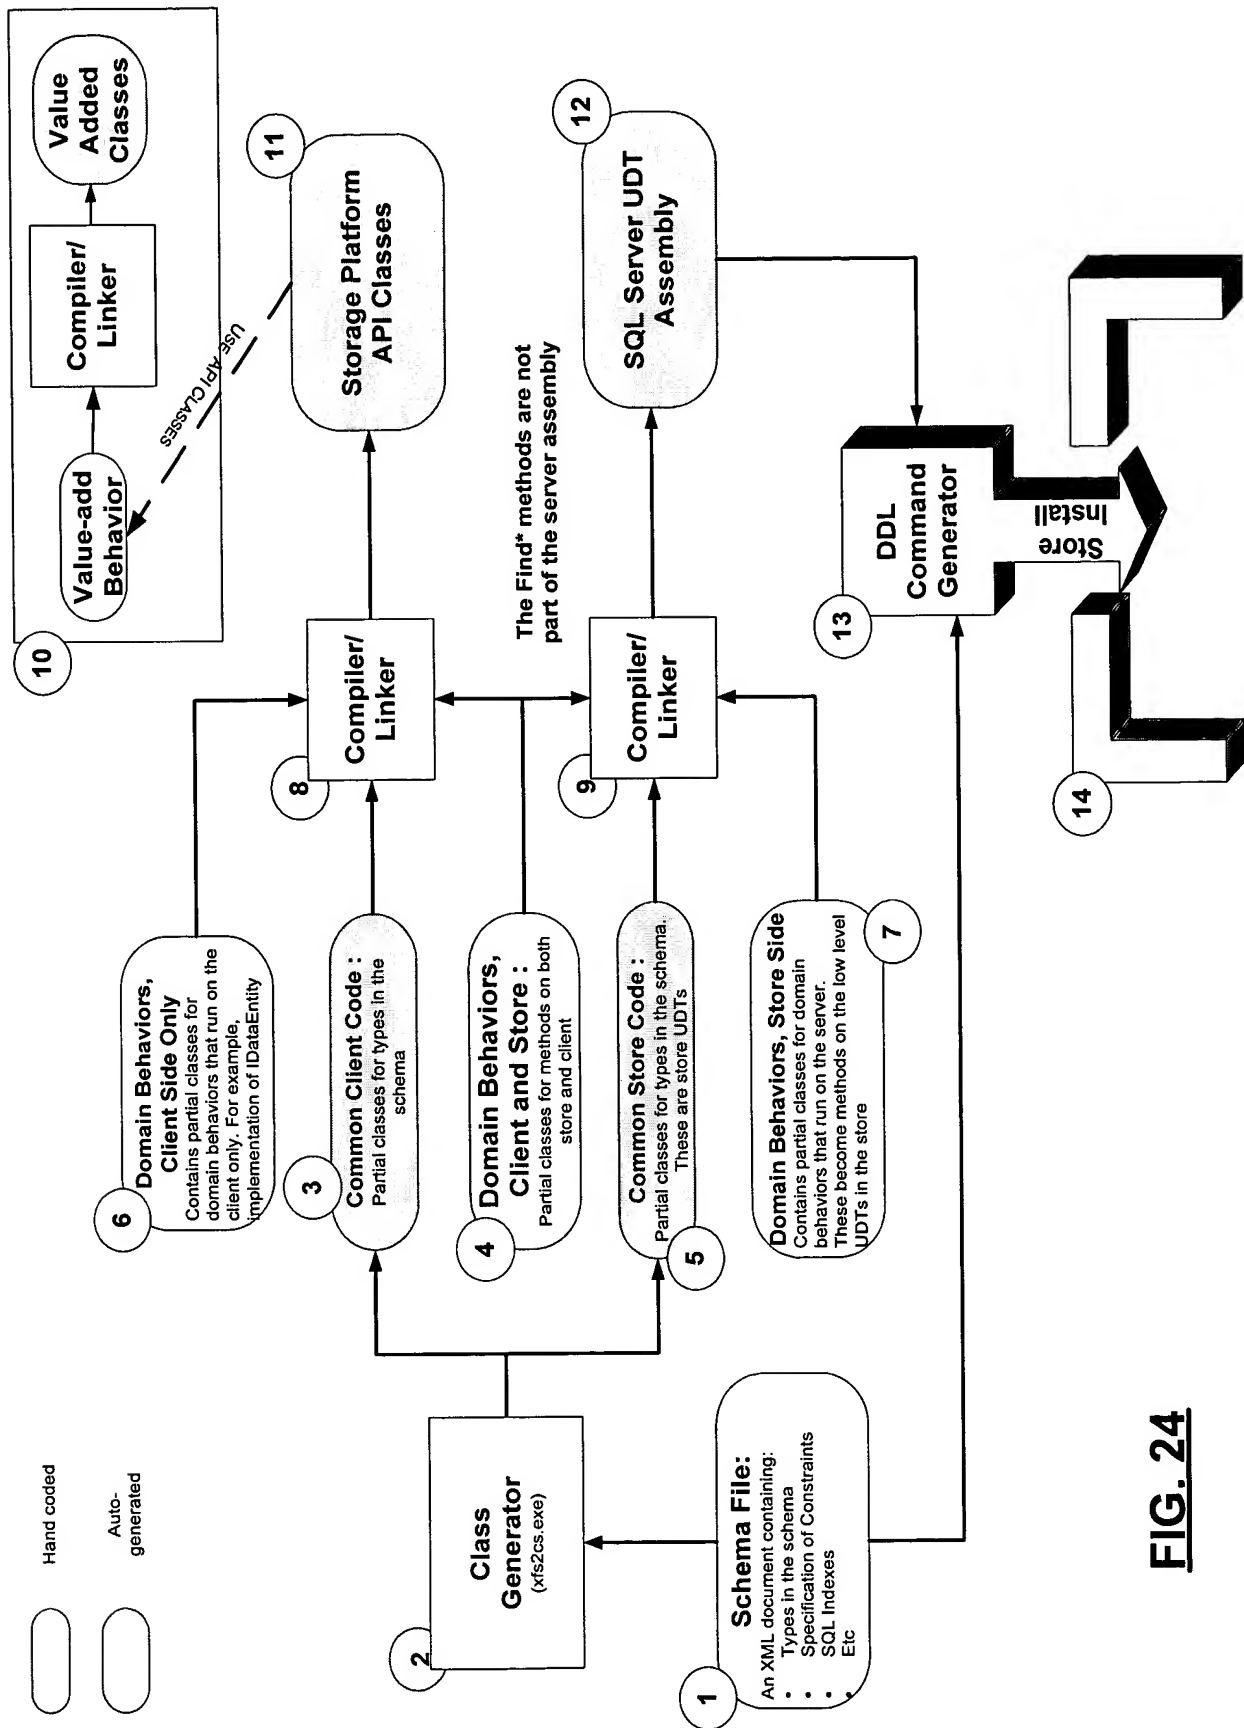 Hand coded
Auto-
generated
1
Schema File:
An XML document containing:
• Types in the schema
• Specification of Constraints
• SQL Indexes
• Etc
2
Class
Generator
(xfs2cs.exe)
6
Domain Behaviors,
Client Side Only
Contains partial classes for
domain behaviors that run on the
client only. For example,
implementation of IDataEntity
3
Common Client Code :
Partial classes for types in the
schema
4
Domain Behaviors,
Client and Store :
Partial classes for methods on both
store and client
5
Common Store Code :
Partial classes for types in the schema.
These are store UDTs
7
Domain Behaviors, Store Side
Contains partial classes for domain
behaviors that run on the server.
These become methods on the low level
UDTs in the store
8
Compiler/
Linker
9
Compiler/
Linker
The Find* methods are not
part of the server assembly
10
Value-add
Behavior
Compiler/
Linker
Value
Added
Classes
USE API CLASSES
11
Storage Platform
API Classes
12
SQL Server UDT
Assembly
13
DDL
Command
Generator
Store
Install
14
FIG. 24